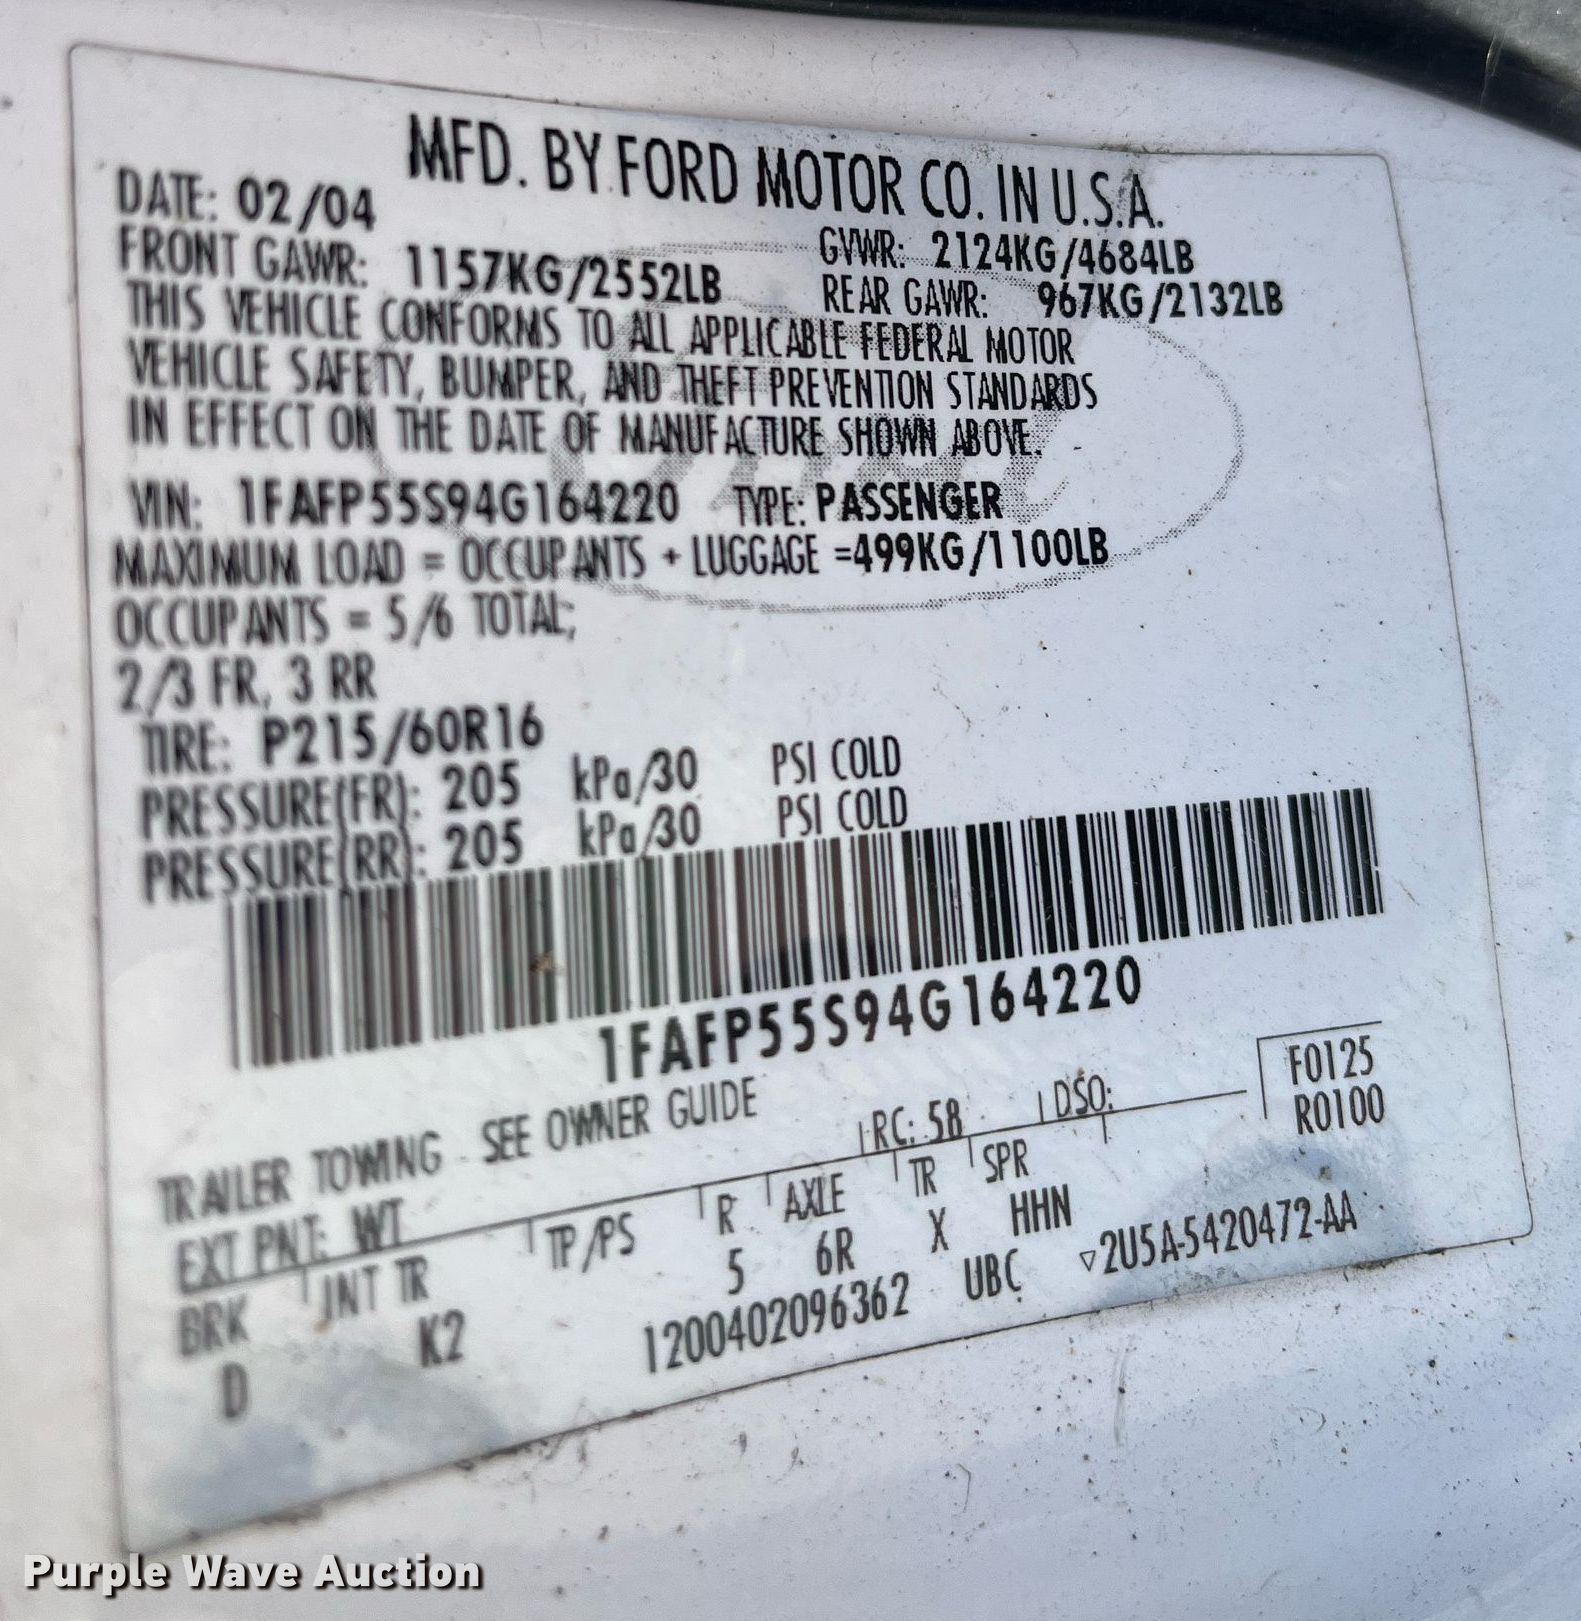 MFD. BY FORD MOTOR CO. IN U.S.A.
DATE: 02/04 GVWR: 2124KG/4684LB
FRONT GAWR: 1157KG/2552LB REAR GAWR: 967KG/2132LB
THIS VEHICLE CONFORMS TO ALL APPLICABLE FEDERAL MOTOR
VEHICLE SAFETY, BUMPER, AND THEFT PREVENTION STANDARDS
IN EFFECT ON THE DATE OF MANUFACTURE SHOWN ABOVE.
VIN: 1FAFP55S94G164220 TYPE: PASSENGER
MAXIMUM LOAD = OCCUPANTS + LUGGAGE =499KG/1100LB
OCCUPANTS = 5/6 TOTAL;
2/3 FR, 3 RR
TIRE: P215/60R16
PRESSURE(FR): 205 kPa/30 PSI COLD
PRESSURE(RR): 205 kPa/30 PSI COLD
1FAFP55S94G164220
TRAILER TOWING - SEE OWNER GUIDE
F0125
R0100
EXT PNT: WT RC: 58 DSO:
BRK INT TR TP/PS R AXLE TR SPR
D K2 5 6R X HHN
1200402096362 UBC ▽2U5A-5420472-AA
Purple Wave Auction